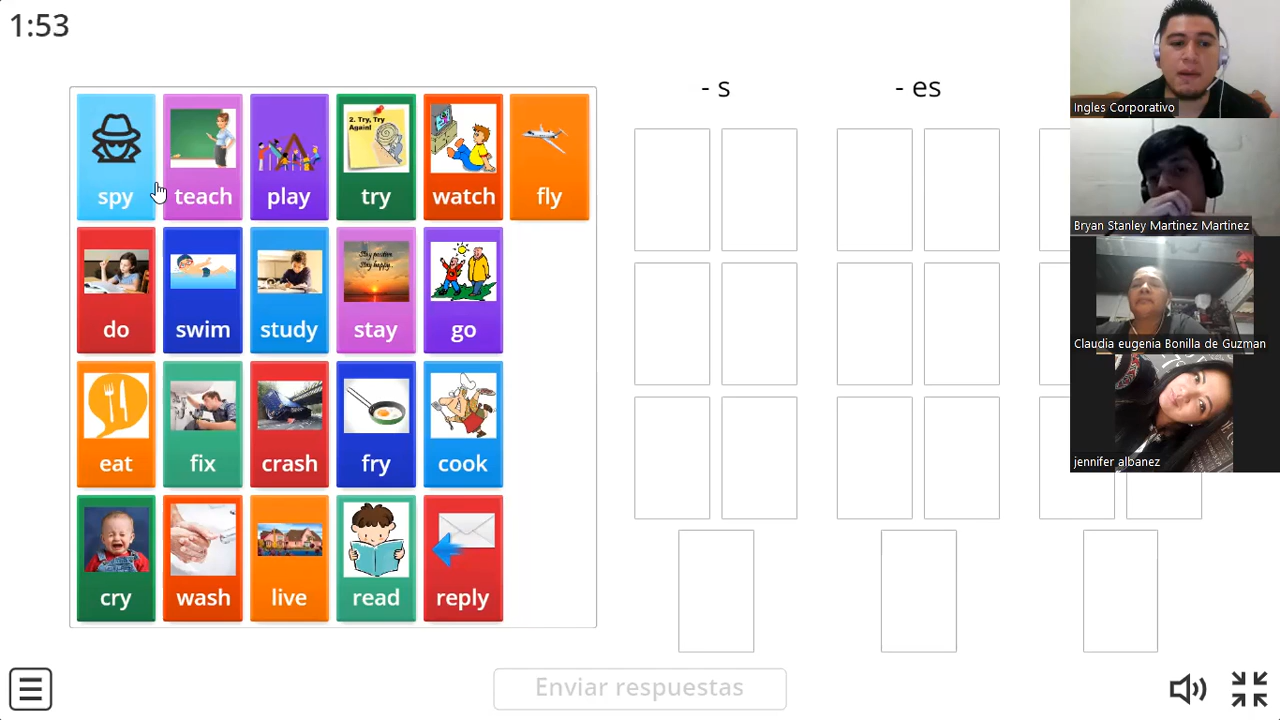 1:53
- s
- es
2. Try, Try
Again!
spy
teach
play
try
watch
fly
Stay positive
Stay happy...
do
swim
study
stay
go
eat
fix
crash
fry
cook
cry
wash
live
read
reply
Enviar respuestas
Ingles Corporativo
Bryan Stanley Martinez Martinez
Claudia eugenia Bonilla de Guzman
jennifer albanez